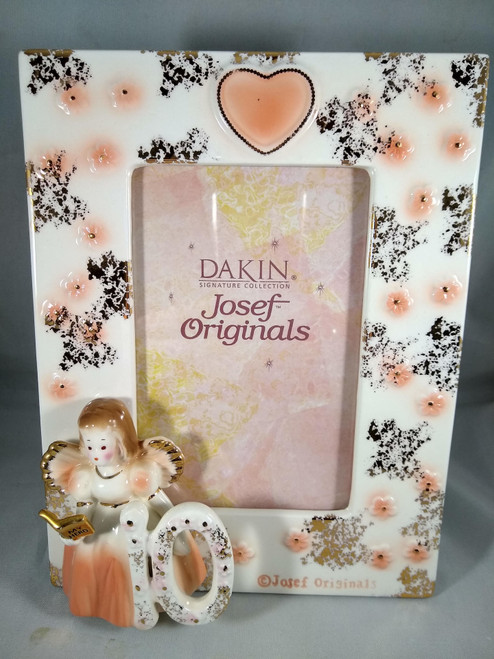 DAKIN
SIGNATURE COLLECTION
Josef
Originals
10
©Josef Originals